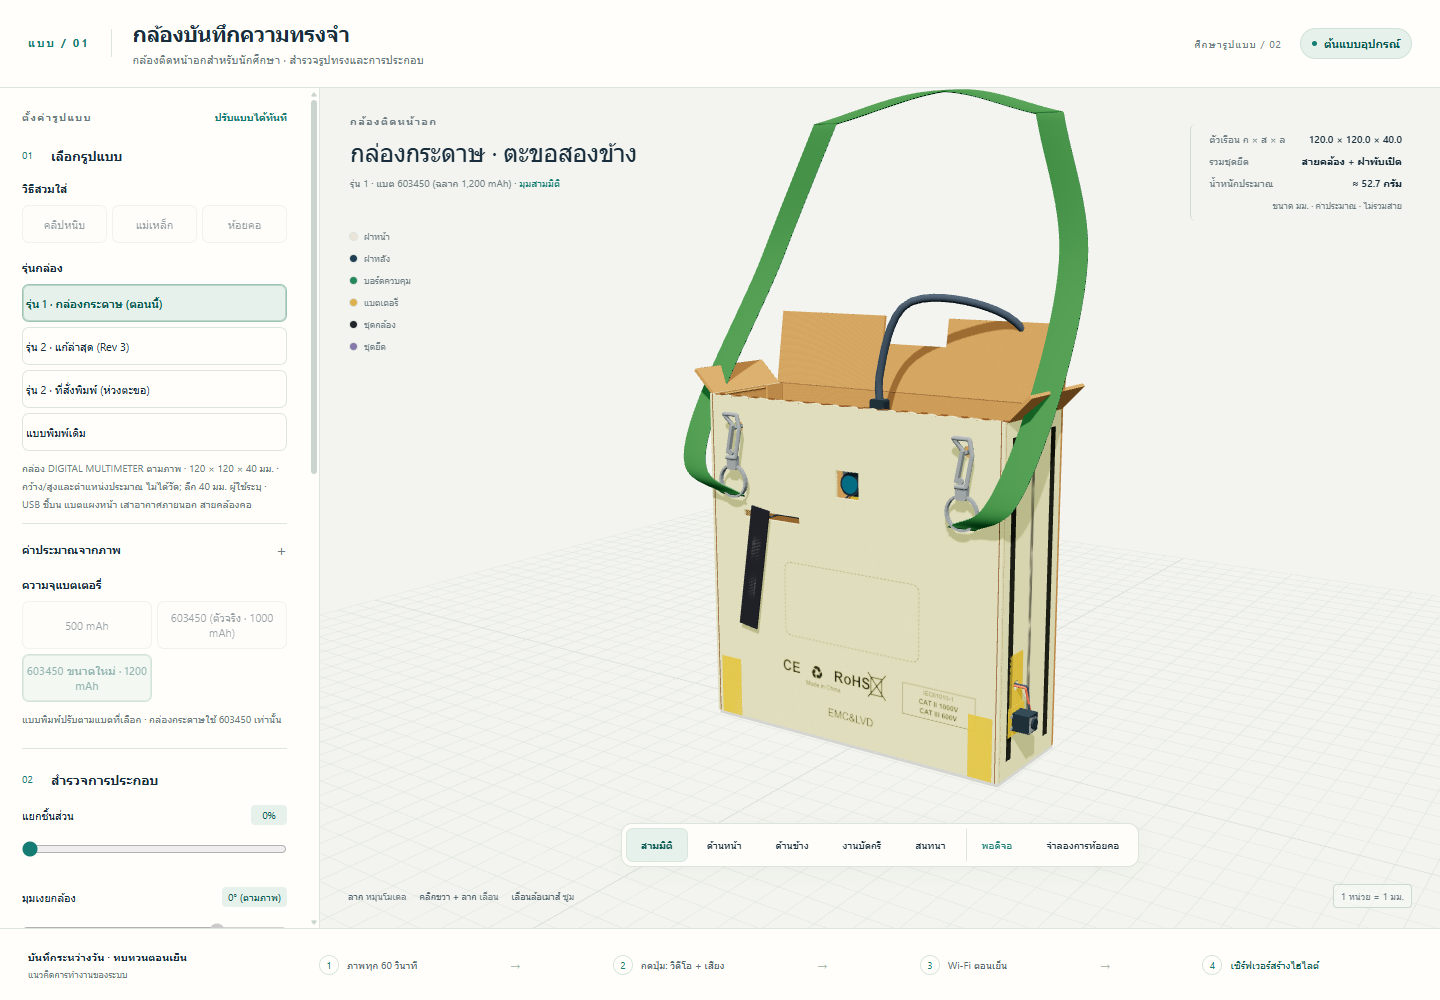 แบบ / 01
กล้องบันทึกความทรงจำ
กล้องติดหน้าอกสำหรับนักศึกษา · สำรวจรูปทรงและการประกอบ
ศึกษารูปแบบ / 02
ต้นแบบอุปกรณ์
ตั้งค่ารูปแบบ
ปรับแบบได้ทันที
01 เลือกรูปแบบ
วิธีสวมใส่
คลิปหนีบ
แม่เหล็ก
ห้อยคอ
รุ่นกล่อง
รุ่น 1 · กล่องกระดาษ (ตอนนี้)
รุ่น 2 · แก้ล่าสุด (Rev 3)
รุ่น 2 · ที่สั่งพิมพ์ (ห่วงตะขอ)
แบบพิมพ์เดิม
กล่อง DIGITAL MULTIMETER ตามภาพ · 120 × 120 × 40 มม. ·
กว้าง/สูงและตำแหน่งประมาณ ไม่ได้วัด; ลึก 40 มม. ผู้ใช้ระบุ ·
USB ชี้บน แบตแผงหน้า เสาอากาศภายนอก สายคล้องคอ
ค่าประมาณจากภาพ +
ความจุแบตเตอรี่
500 mAh
603450 (ตัวจริง · 1000
mAh)
603450 ขนาดใหม่ · 1200
mAh
แบบพิมพ์ปรับตามแบตที่เลือก · กล่องกระดาษใช้ 603450 เท่านั้น
02 สำรวจการประกอบ
แยกชิ้นส่วน 0%
มุมเงยกล้อง 0° (ตามภาพ)
กล้องติดหน้าอก
กล่องกระดาษ · ตะขอสองข้าง
รุ่น 1 · แบต 603450 (ฉลาก 1,200 mAh) · มุมสามมิติ
ฝาหน้า
ฝาหลัง
บอร์ดควบคุม
แบตเตอรี่
ชุดกล้อง
ชุดยึด
ตัวเรือน ก × ส × ล 120.0 × 120.0 × 40.0
รวมชุดยึด สายคล้อง + ฝาพับเปิด
น้ำหนักประมาณ ≈ 52.7 กรัม
ขนาด มม. · ค่าประมาณ · ไม่รวมสาย
CE RoHS
Made in China
IEC61010-1
CAT II 1000V
CAT III 600V
EMC&LVD
สามมิติ
ด้านหน้า
ด้านข้าง
งานบัดกรี
สนทนา
พอดีจอ
จำลองการห้อยคอ
ลาก หมุนโมเดล คลิกขวา + ลาก เลื่อน เลื่อนล้อเมาส์ ซูม
1 หน่วย = 1 มม.
บันทึกระหว่างวัน · ทบทวนตอนเย็น
แนวคิดการทำงานของระบบ
1 ภาพทุก 60 วินาที →
2 กดปุ่ม: วิดีโอ + เสียง →
3 Wi-Fi ตอนเย็น →
4 เซิร์ฟเวอร์สร้างไฮไลต์